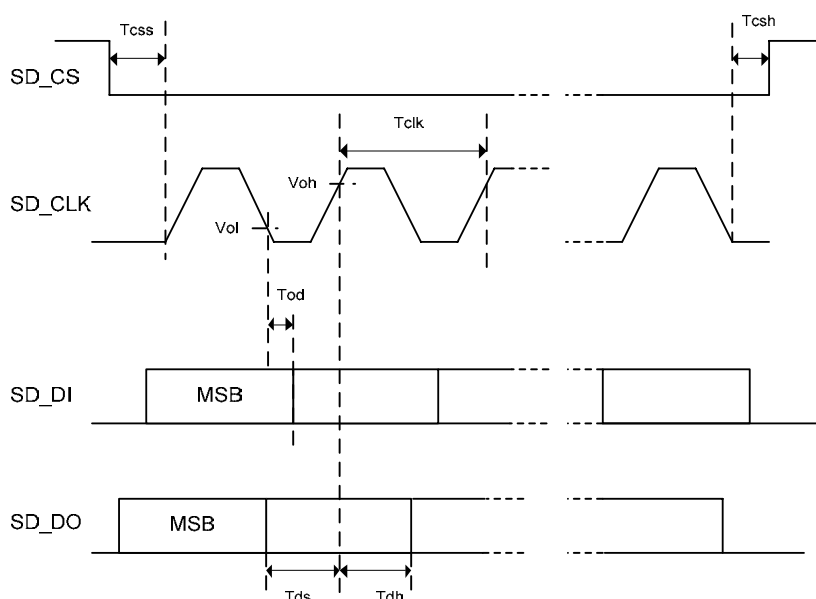 Tcss
Tcsh
SD_CS
Tclk
Voh
SD_CLK
Vol
Tod
SD_DI
MSB
SD_DO
MSB
Tds
Tdh